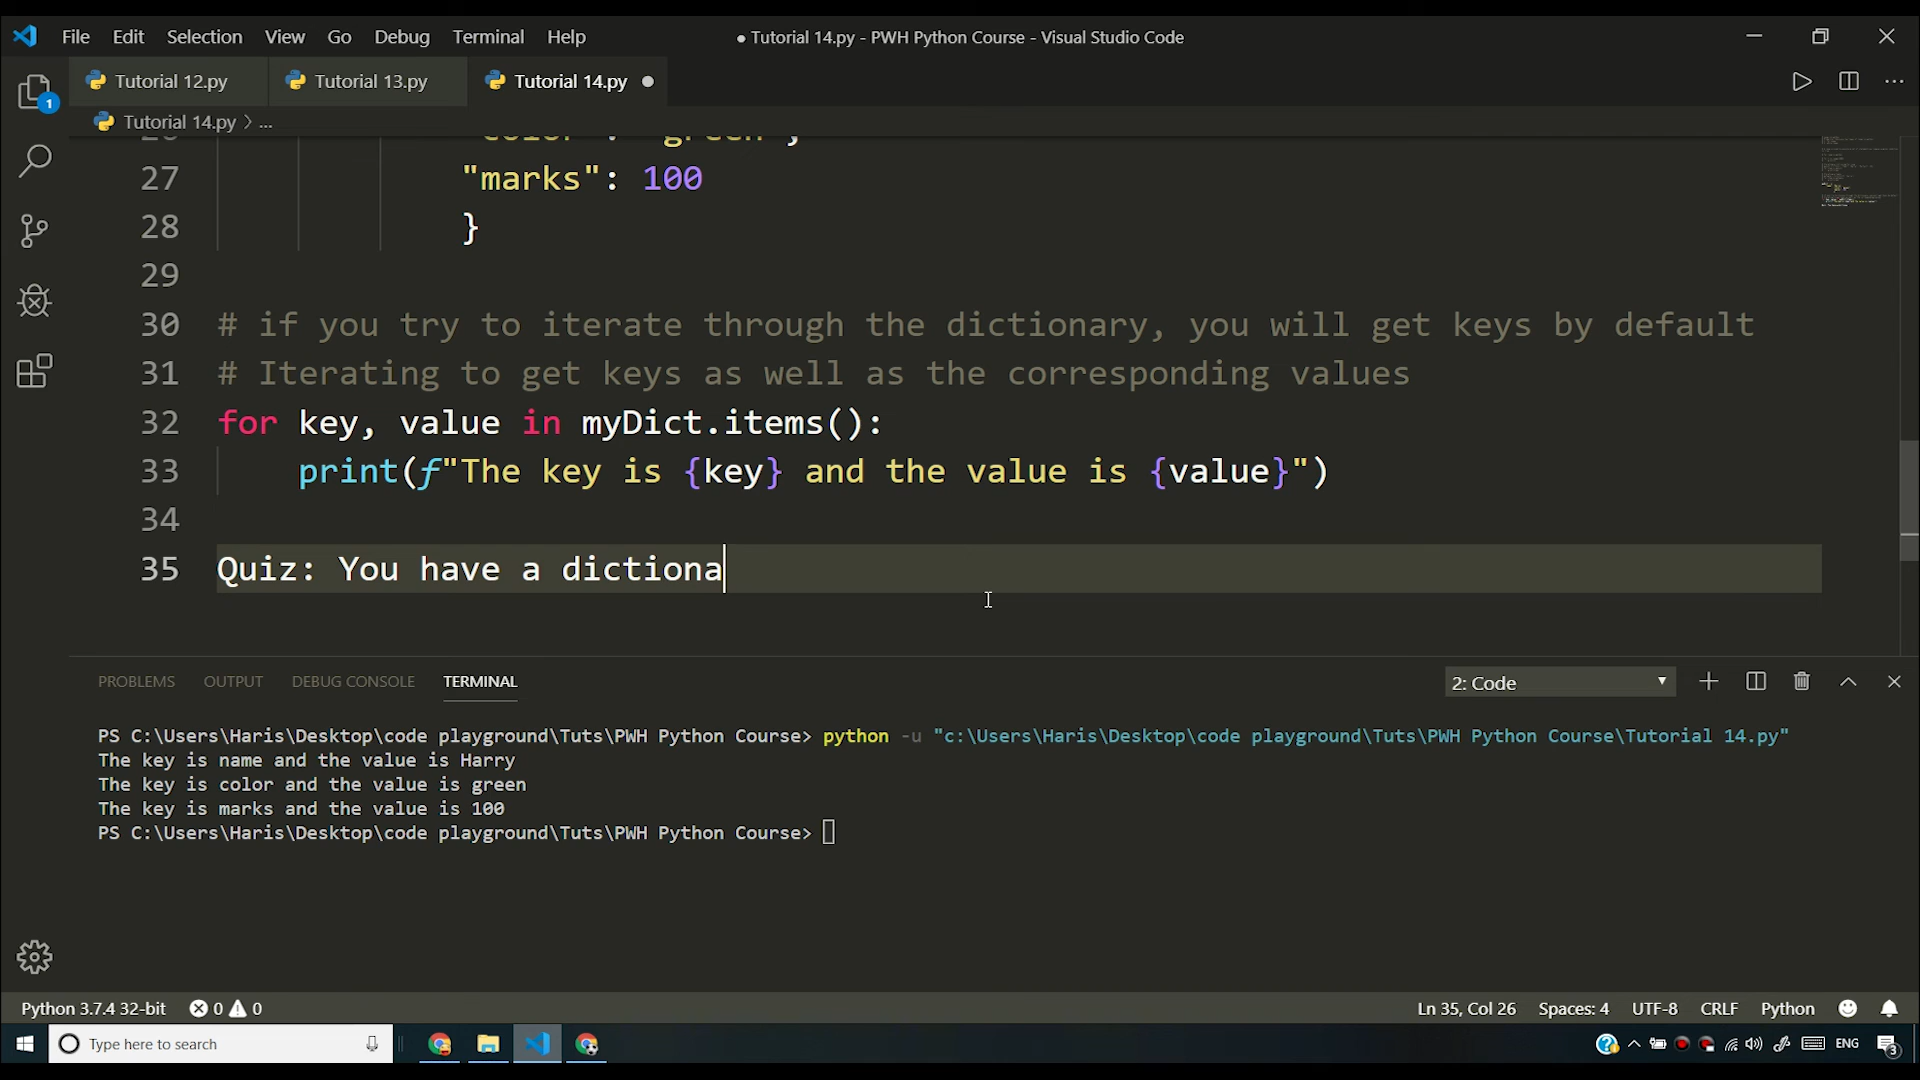 File Edit Selection View Go Debug Terminal Help
● Tutorial 14.py - PWH Python Course - Visual Studio Code
Tutorial 12.py
Tutorial 13.py
Tutorial 14.py ●
1
Tutorial 14.py > ...
26 "color": "green",
27 "marks": 100
28 }
29
30 # if you try to iterate through the dictionary, you will get keys by default
31 # Iterating to get keys as well as the corresponding values
32 for key, value in myDict.items():
33 print(f"The key is {key} and the value is {value}")
34
35 Quiz: You have a dictiona
PROBLEMS OUTPUT DEBUG CONSOLE TERMINAL 2: Code
PS C:\Users\Haris\Desktop\code playground\Tuts\PWH Python Course> python -u "c:\Users\Haris\Desktop\code playground\Tuts\PWH Python Course\Tutorial 14.py"
The key is name and the value is Harry
The key is color and the value is green
The key is marks and the value is 100
PS C:\Users\Haris\Desktop\code playground\Tuts\PWH Python Course>
Python 3.7.4 32-bit 0 0 Ln 35, Col 26 Spaces: 4 UTF-8 CRLF Python
Type here to search ENG 3